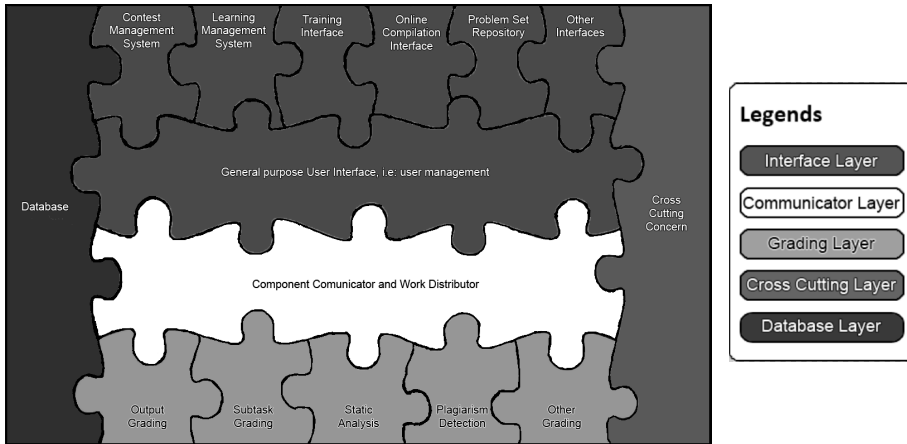 Contest
Management
System
Learning
Management
System
Training
Interface
Online
Compilation
Interface
Problem Set
Repository
Other
Interfaces
General purpose User Interface, i.e: user management
Database
Cross
Cutting
Concern
Component Comunicator and Work Distributor
Output
Grading
Subtask
Grading
Static
Analysis
Plagiarism
Detection
Other
Grading
Legends
Interface Layer
Communicator Layer
Grading Layer
Cross Cutting Layer
Database Layer